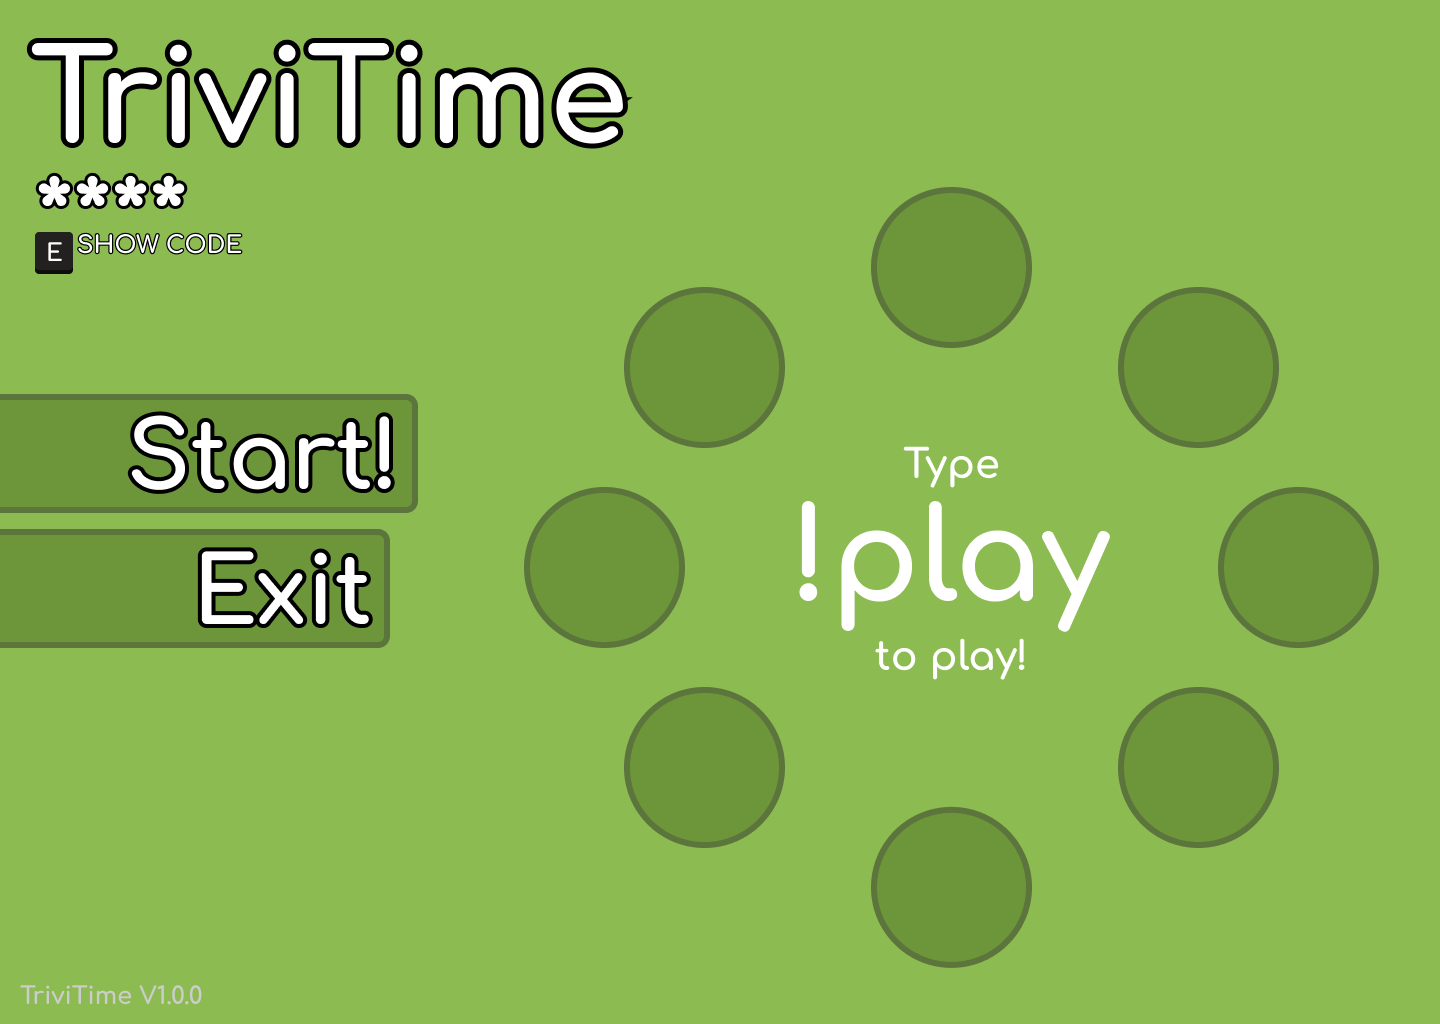 TriviTime
****
E SHOW CODE
Start!
Exit
Type
!play
to play!
TriviTime V1.0.0